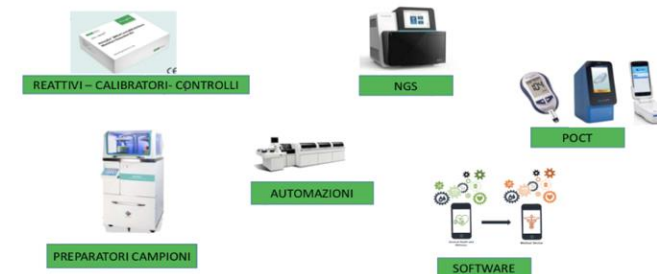 REATTIVI – CALIBRATORI- CONTROLLI
NGS
POCT
AUTOMAZIONI
PREPARATORI CAMPIONI
SOFTWARE